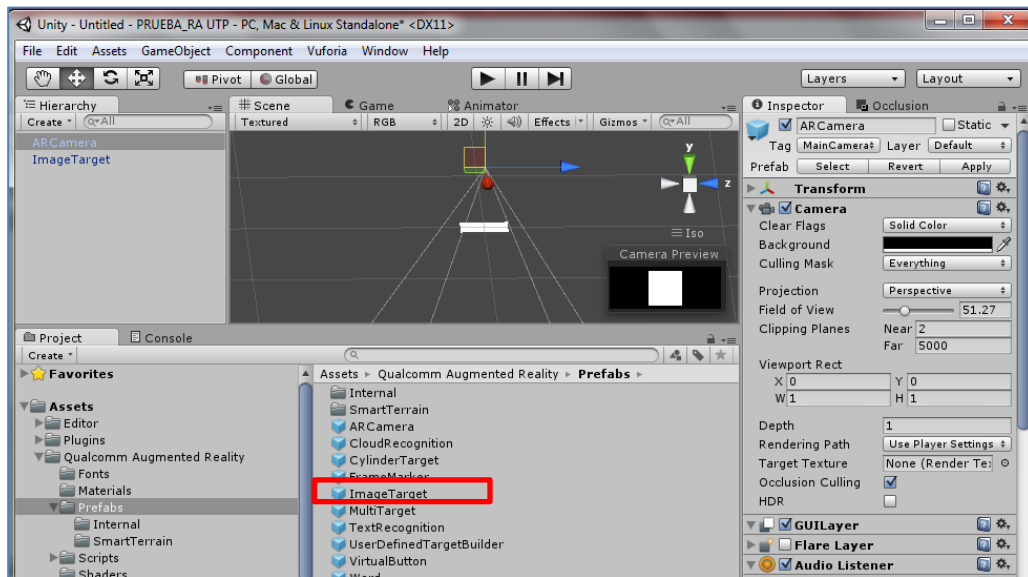 Unity - Untitled - PRUEBA_RA UTP - PC, Mac & Linux Standalone* <DX11>
File Edit Assets GameObject Component Vuforia Window Help
Pivot Global Layers Layout
Hierarchy
Create All
ARCamera
ImageTarget
Scene Game Animator
Textured RGB 2D Effects Gizmos All
y
z
Iso
Camera Preview
Inspector Occlusion
ARCamera Static
Tag MainCamera Layer Default
Prefab Select Revert Apply
Transform
Camera
Clear Flags Solid Color
Background
Culling Mask Everything
Projection Perspective
Field of View 51.27
Clipping Planes Near 2
Far 5000
Viewport Rect
X 0 Y 0
W 1 H 1
Depth 1
Rendering Path Use Player Settings
Target Texture None (Render Te
Occlusion Culling
HDR
GUILayer
Flare Layer
Audio Listener
Project Console
Create
Favorites
Assets
Editor
Plugins
Qualcomm Augmented Reality
Fonts
Materials
Prefabs
Internal
SmartTerrain
Scripts
Shaders
Assets Qualcomm Augmented Reality Prefabs
Internal
SmartTerrain
ARCamera
CloudRecognition
CylinderTarget
FrameMarker
ImageTarget
MultiTarget
TextRecognition
UserDefinedTargetBuilder
VirtualButton
Word